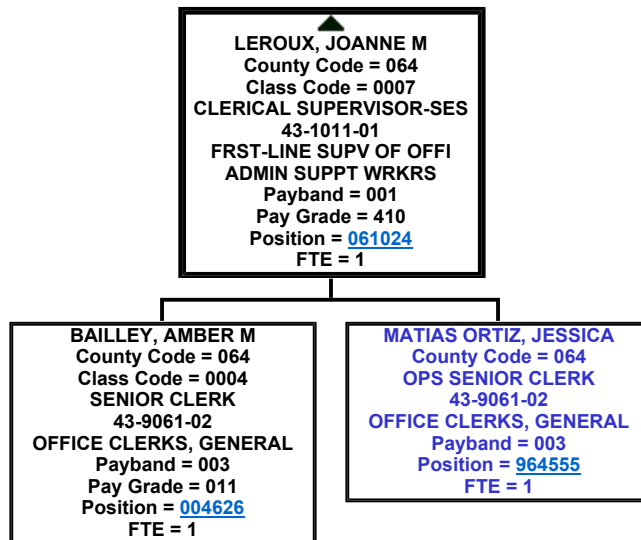 LEROUX, JOANNE M
County Code = 064
Class Code = 0007
CLERICAL SUPERVISOR-SES
43-1011-01
FRST-LINE SUPV OF OFFI
ADMIN SUPPT WRKRS
Payband = 001
Pay Grade = 410
Position = 061024
FTE = 1
BAILLEY, AMBER M
County Code = 064
Class Code = 0004
SENIOR CLERK
43-9061-02
OFFICE CLERKS, GENERAL
Payband = 003
Pay Grade = 011
Position = 004626
FTE = 1
MATIAS ORTIZ, JESSICA
County Code = 064
OPS SENIOR CLERK
43-9061-02
OFFICE CLERKS, GENERAL
Payband = 003
Position = 964555
FTE = 1